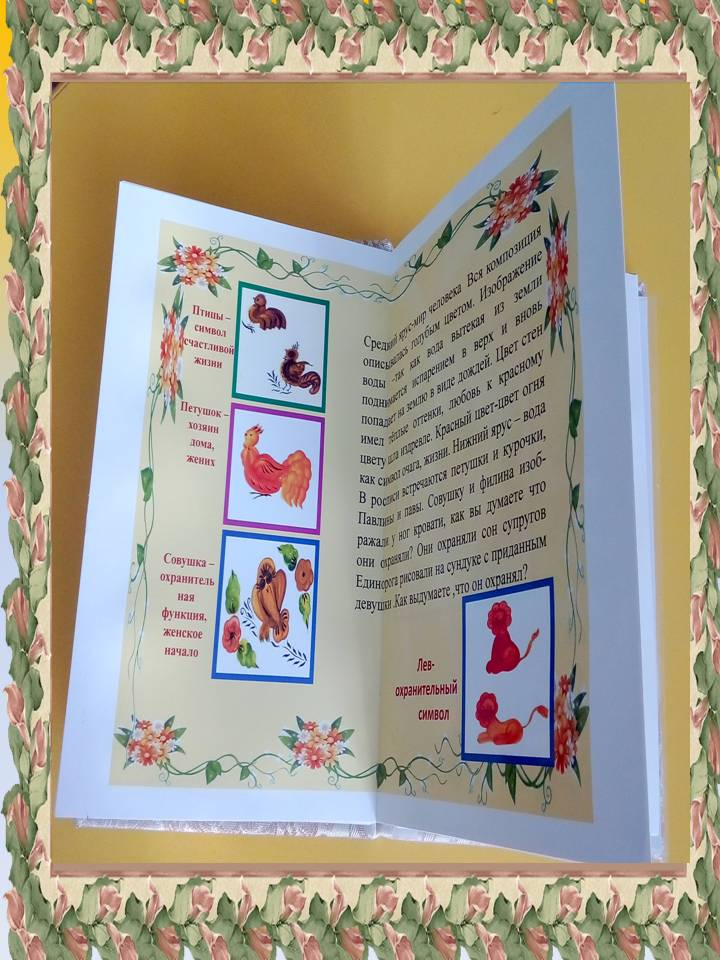 Птицы –
символ
счастливой
жизни
Петушок –
хозяин
дома,
жених
Совушка –
охранитель
ная
функция,
женское
начало
Средний ярус-мир человека Вся композиция
описывалась голубым цветом. Изображение
воды –так как вода вытекая из земли
поднимается испарением в верх и вновь
попадает на землю в виде дождей. Цвет стен
имел тёплые оттенки, любовь к красному
цвету шла издревле. Красный цвет-цвет огня
как символ очага, жизни. Нижний ярус – вода
В росписи встречаются петушки и курочки,
Павлины и павы. Совушку и филина изоб-
ражали у ног кровати, как вы думаете что
они охраняли? Они охраняли сон супругов
Единорога рисовали на сундуке с приданным
девушки.Как выдумаете ,что он охранял?
Лев-
охранительный
символ